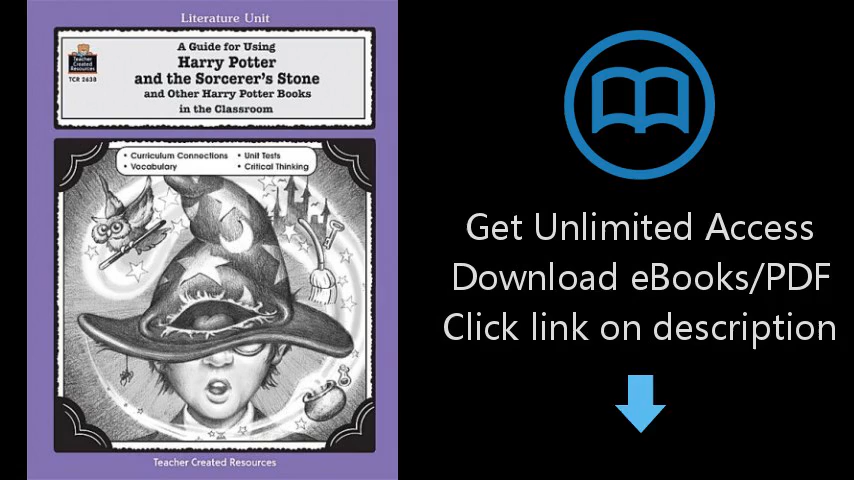 Literature Unit
Teacher
Created
Resources
TCR 2638
A Guide for Using
Harry Potter
and the Sorcerer's Stone
and Other Harry Potter Books
in the Classroom
• Curriculum Connections • Unit Tests
• Vocabulary • Critical Thinking
Teacher Created Resources
Get Unlimited Access
Download eBooks/PDF
Click link on description